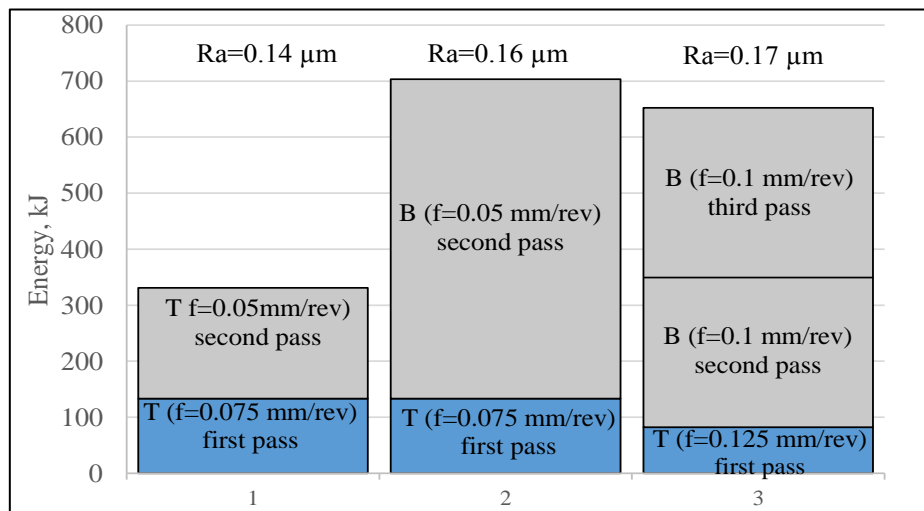 800
700
600
500
400
300
200
100
0
Energy, kJ
Ra=0.14 µm
Ra=0.16 µm
Ra=0.17 µm
T f=0.05mm/rev)
second pass
T (f=0.075 mm/rev)
first pass
B (f=0.05 mm/rev)
second pass
T (f=0.075 mm/rev)
first pass
B (f=0.1 mm/rev)
third pass
B (f=0.1 mm/rev)
second pass
T (f=0.125 mm/rev)
first pass
1
2
3